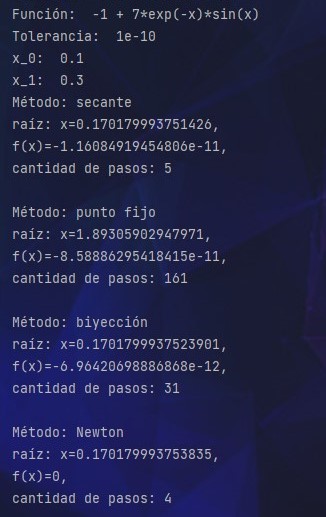 Función:  -1 + 7*exp(-x)*sin(x)
Tolerancia:  1e-10
x_0:  0.1
x_1:  0.3
Método: secante
raíz: x=0.170179993751426,
f(x)=-1.16084919454806e-11,
cantidad de pasos: 5

Método: punto fijo
raíz: x=1.89305902947971,
f(x)=-8.58886295418415e-11,
cantidad de pasos: 161

Método: biyección
raíz: x=0.1701799937523901,
f(x)=-6.96420698886868e-12,
cantidad de pasos: 31

Método: Newton
raíz: x=0.170179993753835,
f(x)=0,
cantidad de pasos: 4